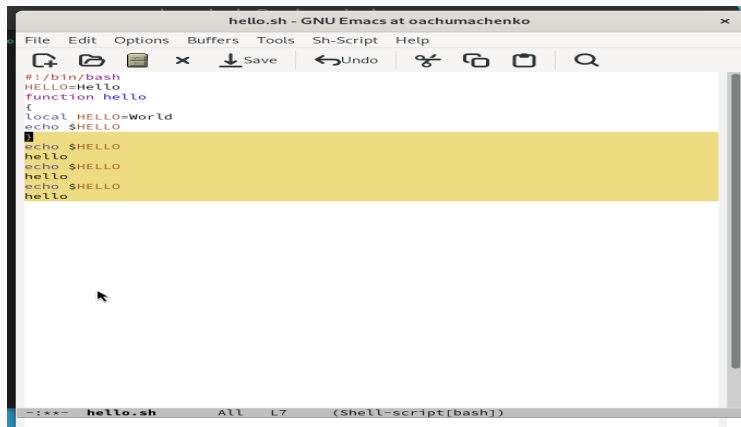 hello.sh - GNU Emacs at oachumachenko
File Edit Options Buffers Tools Sh-Script Help
Save Undo
#!/bin/bash
HELLO=Hello
function hello
{
local HELLO=World
echo $HELLO
}
echo $HELLO
hello
echo $HELLO
hello
echo $HELLO
hello
-:**- hello.sh All L7 (Shell-script[bash])